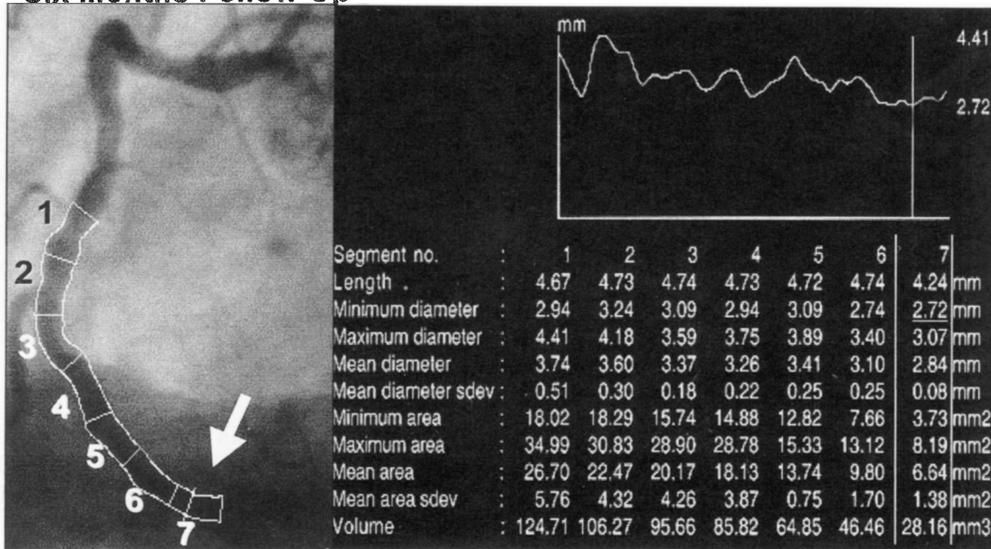 mm
4.41
2.72
1
2
3
4
5
6
7
Segment no. : 1 2 3 4 5 6 7
Length . : 4.67 4.73 4.74 4.73 4.72 4.74 4.24 mm
Minimum diameter : 2.94 3.24 3.09 2.94 3.09 2.74 2.72 mm
Maximum diameter : 4.41 4.18 3.59 3.75 3.89 3.40 3.07 mm
Mean diameter : 3.74 3.60 3.37 3.26 3.41 3.10 2.84 mm
Mean diameter sdev : 0.51 0.30 0.18 0.22 0.25 0.25 0.08 mm
Minimum area : 18.02 18.29 15.74 14.88 12.82 7.66 3.73 mm2
Maximum area : 34.99 30.83 28.90 28.78 15.33 13.12 8.19 mm2
Mean area : 26.70 22.47 20.17 18.13 13.74 9.80 6.64 mm2
Mean area sdev : 5.76 4.32 4.26 3.87 0.75 1.70 1.38 mm2
Volume : 124.71 106.27 95.66 85.82 64.85 46.46 28.16 mm3